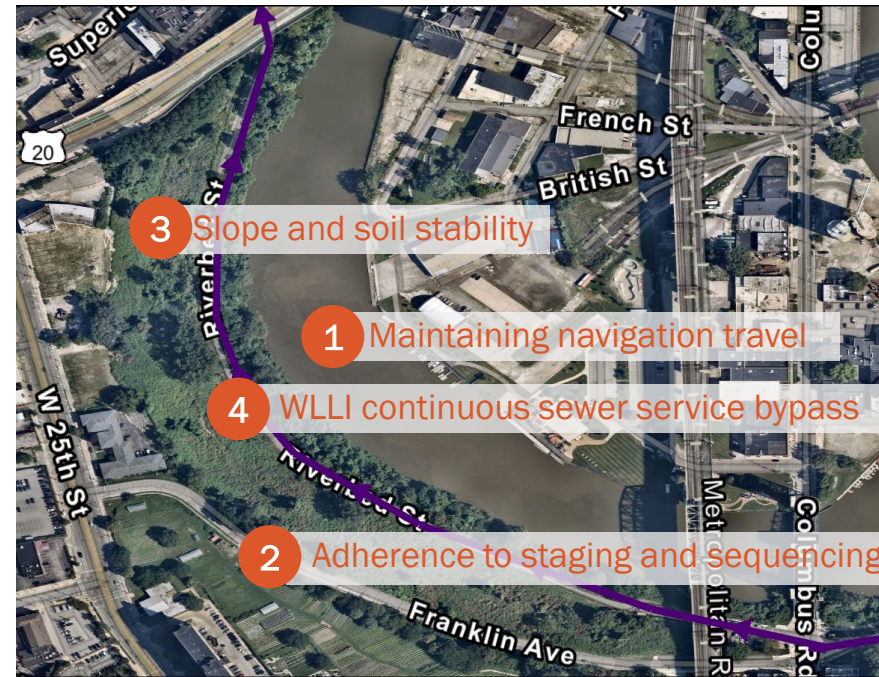 Superio
F
Colu
French St
20
British St
3 Slope and soil stability
Riverbed St
1 Maintaining navigation travel
4 WLLI continuous sewer service bypass
W 25th St
Riverbed St
Metropolitan R
Columbus Rd
2 Adherence to staging and sequencing
Franklin Ave